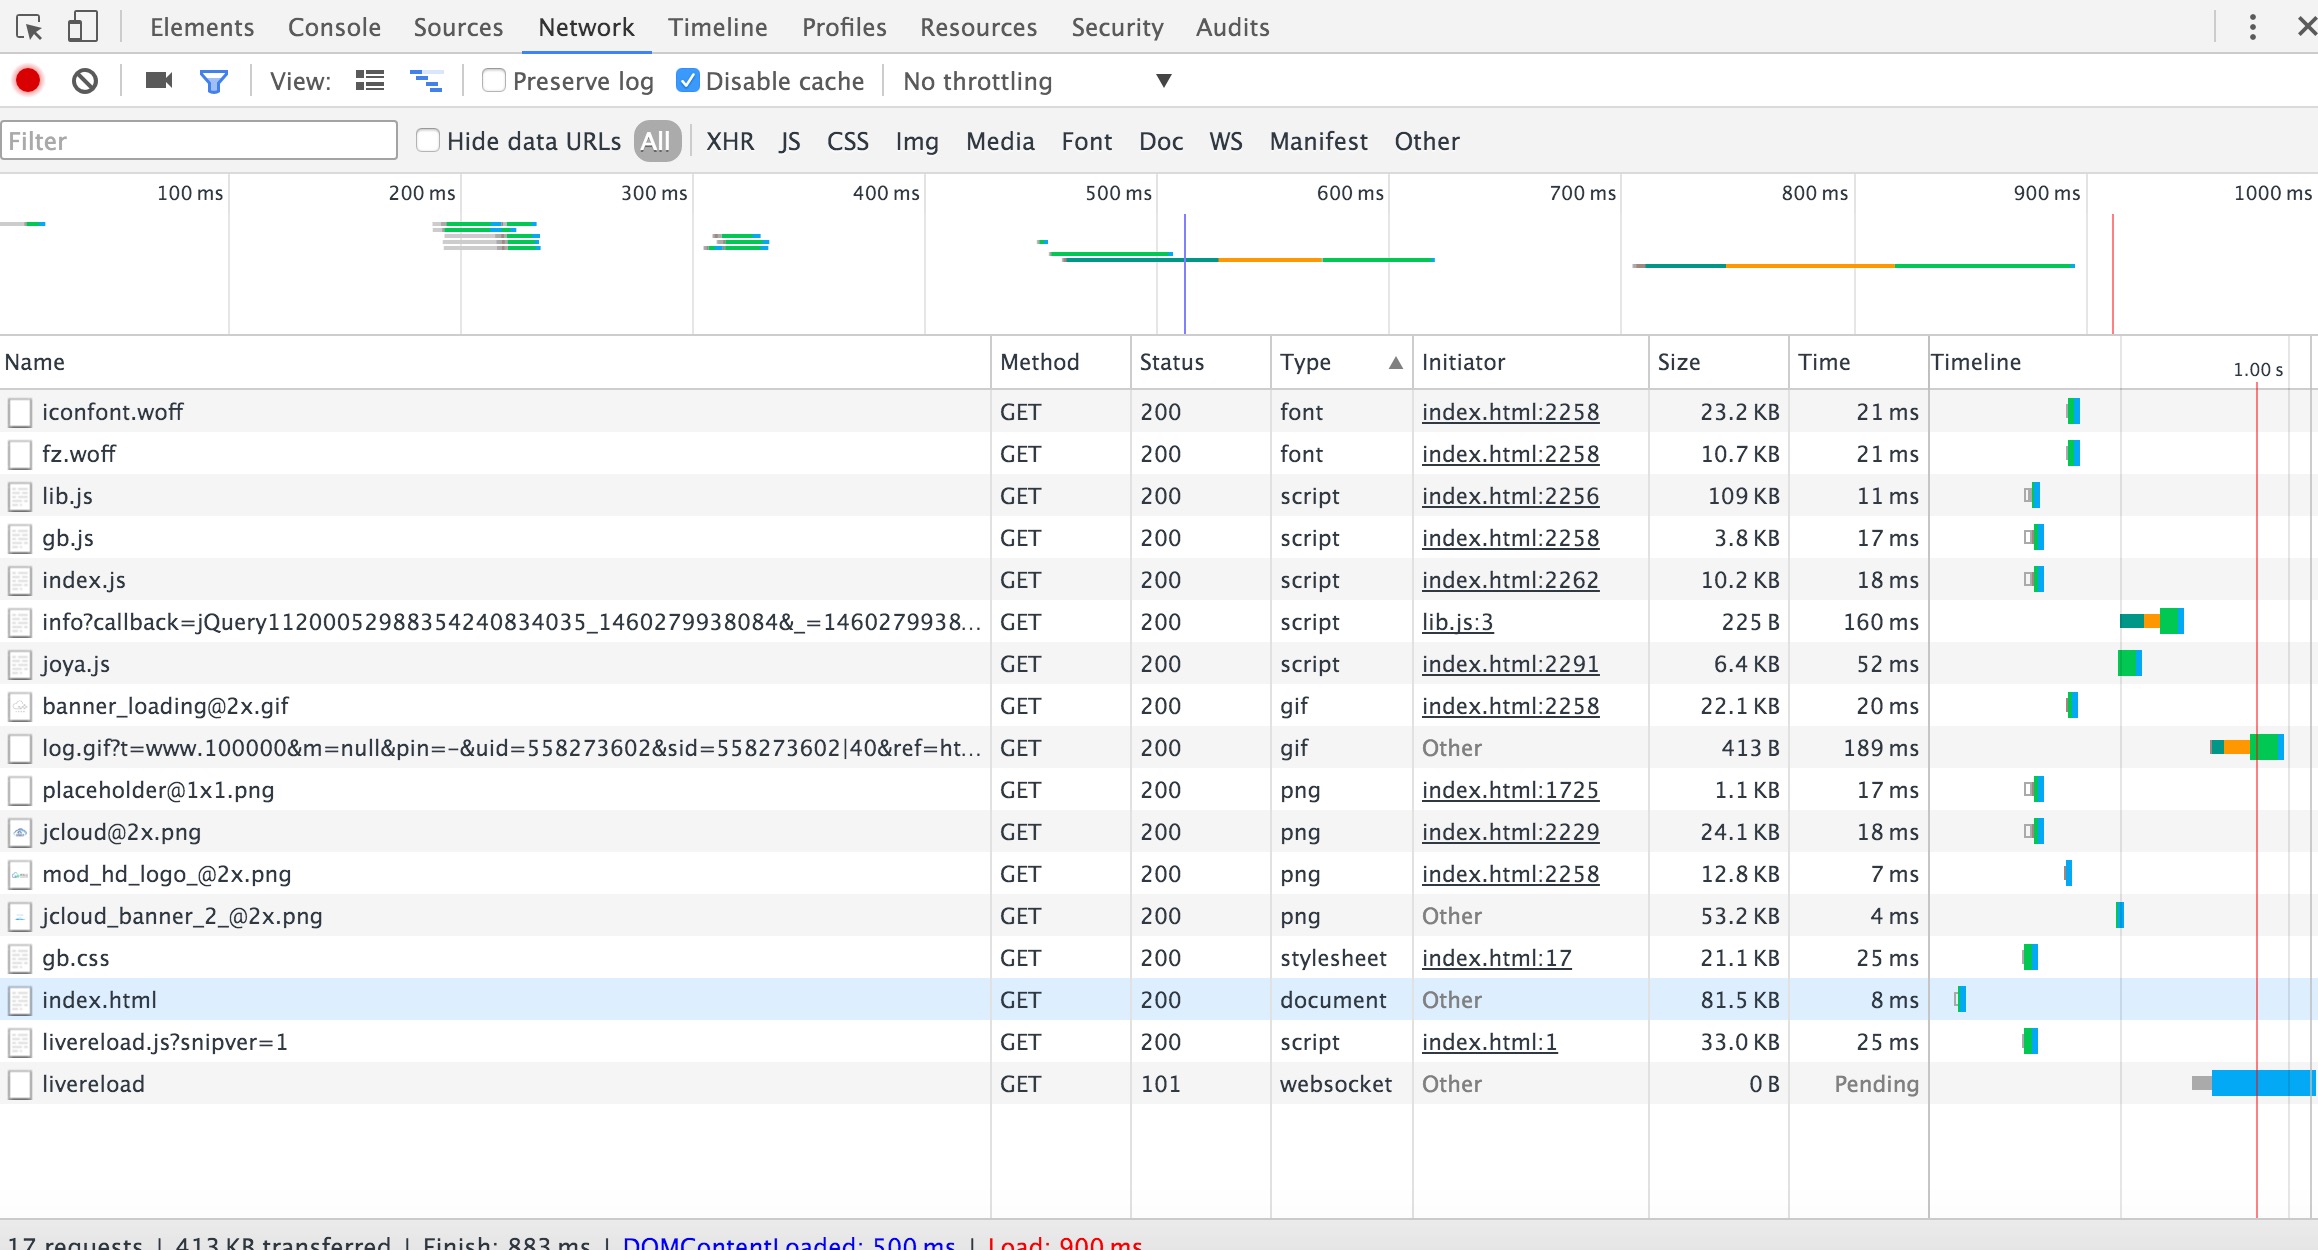 Elements Console Sources Network Timeline Profiles Resources Security Audits
View: Preserve log Disable cache No throttling
Filter Hide data URLs All XHR JS CSS Img Media Font Doc WS Manifest Other
100 ms 200 ms 300 ms 400 ms 500 ms 600 ms 700 ms 800 ms 900 ms 1000 ms
Name Method Status Type Initiator Size Time Timeline 1.00 s
iconfont.woff GET 200 font index.html:2258 23.2 KB 21 ms
fz.woff GET 200 font index.html:2258 10.7 KB 21 ms
lib.js GET 200 script index.html:2256 109 KB 11 ms
gb.js GET 200 script index.html:2258 3.8 KB 17 ms
index.js GET 200 script index.html:2262 10.2 KB 18 ms
info?callback=jQuery11200052988354240834035_1460279938084&_=1460279938... GET 200 script lib.js:3 225 B 160 ms
joya.js GET 200 script index.html:2291 6.4 KB 52 ms
banner_loading@2x.gif GET 200 gif index.html:2258 22.1 KB 20 ms
log.gif?t=www.100000&m=null&pin=-&uid=558273602&sid=558273602|40&ref=ht... GET 200 gif Other 413 B 189 ms
placeholder@1x1.png GET 200 png index.html:1725 1.1 KB 17 ms
jcloud@2x.png GET 200 png index.html:2229 24.1 KB 18 ms
mod_hd_logo_@2x.png GET 200 png index.html:2258 12.8 KB 7 ms
jcloud_banner_2_@2x.png GET 200 png Other 53.2 KB 4 ms
gb.css GET 200 stylesheet index.html:17 21.1 KB 25 ms
index.html GET 200 document Other 81.5 KB 8 ms
livereload.js?snipver=1 GET 200 script index.html:1 33.0 KB 25 ms
livereload GET 101 websocket Other 0 B Pending
17 requests | 413 KB transferred | Finish: 883 ms | DOMContentLoaded: 500 ms | Load: 900 ms